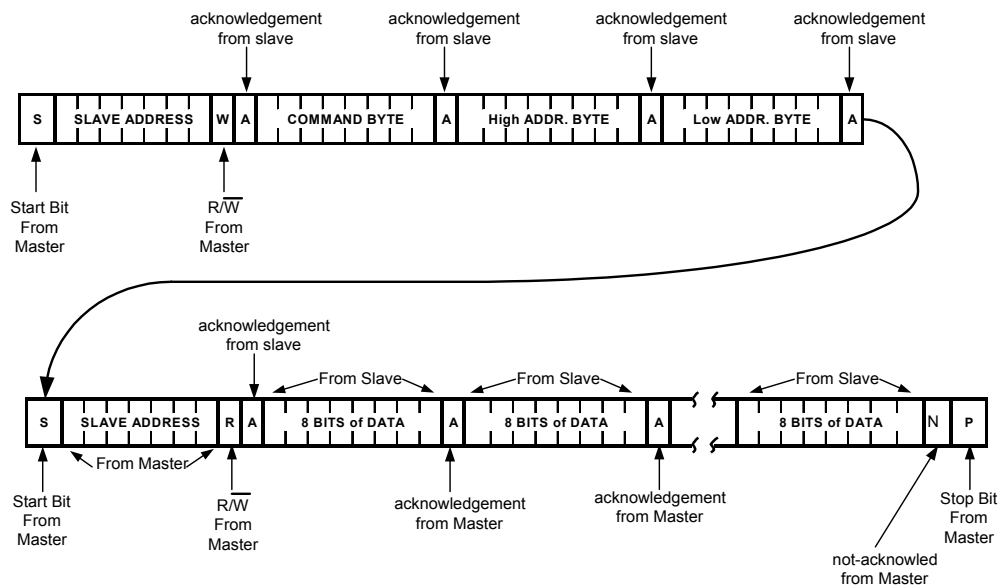 acknowledgement
from slave
acknowledgement
from slave
acknowledgement
from slave
acknowledgement
from slave
S SLAVE ADDRESS W A COMMAND BYTE A High ADDR. BYTE A Low ADDR. BYTE A
Start Bit
From
Master
R/W̅
From
Master
acknowledgement
from slave
From Slave
From Slave
From Slave
S SLAVE ADDRESS R A 8 BITS of DATA A 8 BITS of DATA A 8 BITS of DATA N P
From Master
Start Bit
From
Master
R/W̅
From
Master
acknowledgement
from Master
acknowledgement
from Master
not-acknowled
from Master
Stop Bit
From
Master